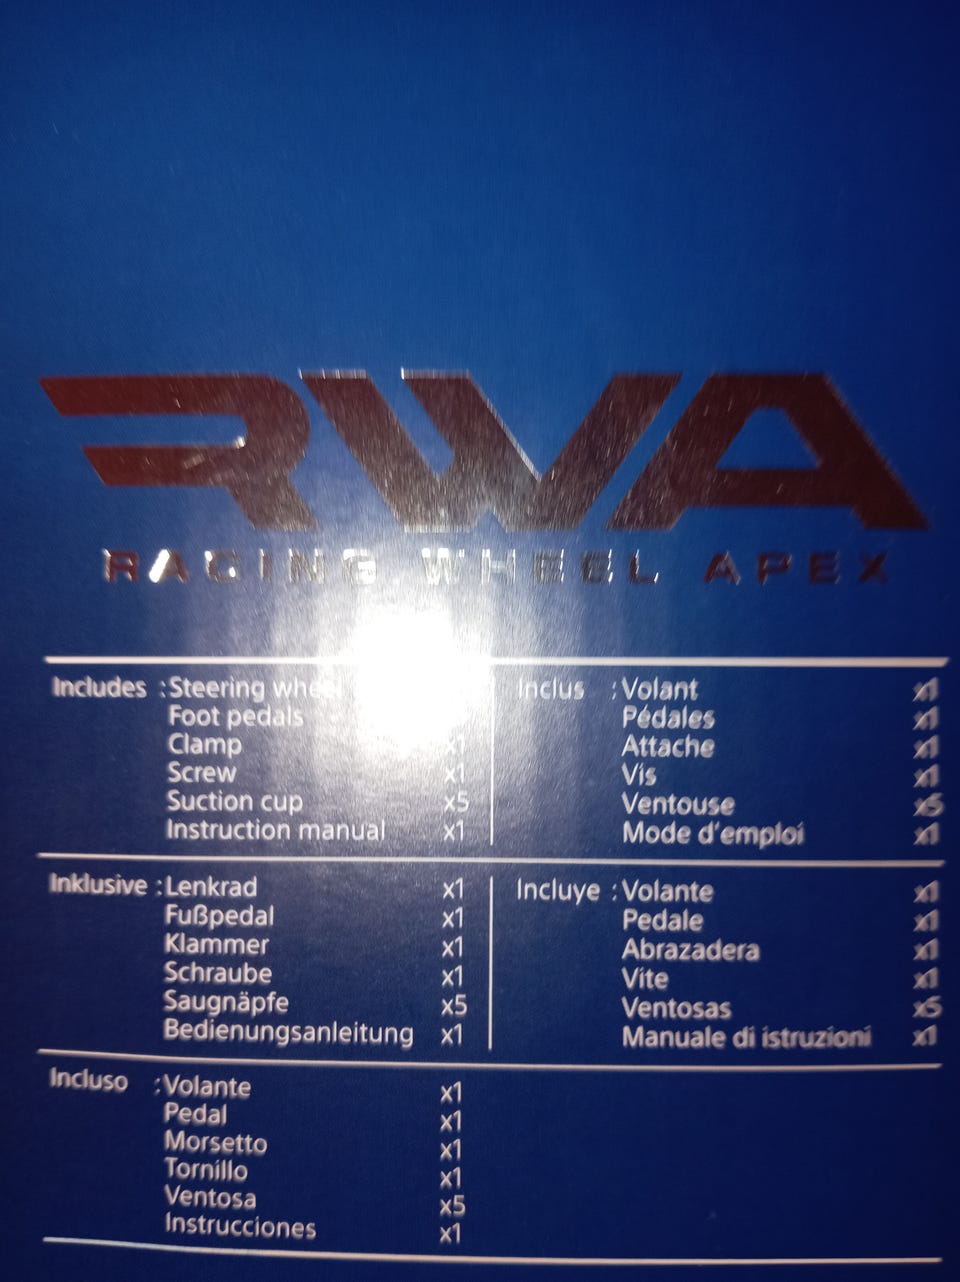 RWA
RACING WHEEL APEX
Includes : Steering
Foot pedals
Clamp x1
Screw x1
Suction cup x5
Instruction manual x1
Inclus : Volant x1
Pédales x1
Attache x1
Vis x1
Ventouse x5
Mode d'emploi x1
Inklusive : Lenkrad x1
Fußpedal x1
Klammer x1
Schraube x1
Saugnäpfe x5
Bedienungsanleitung x1
Incluye : Volante x1
Pedale x1
Abrazadera x1
Vite x1
Ventosas x5
Manuale di istruzioni x1
Incluso : Volante x1
Pedal x1
Morsetto x1
Tornillo x1
Ventosa x5
Instrucciones x1